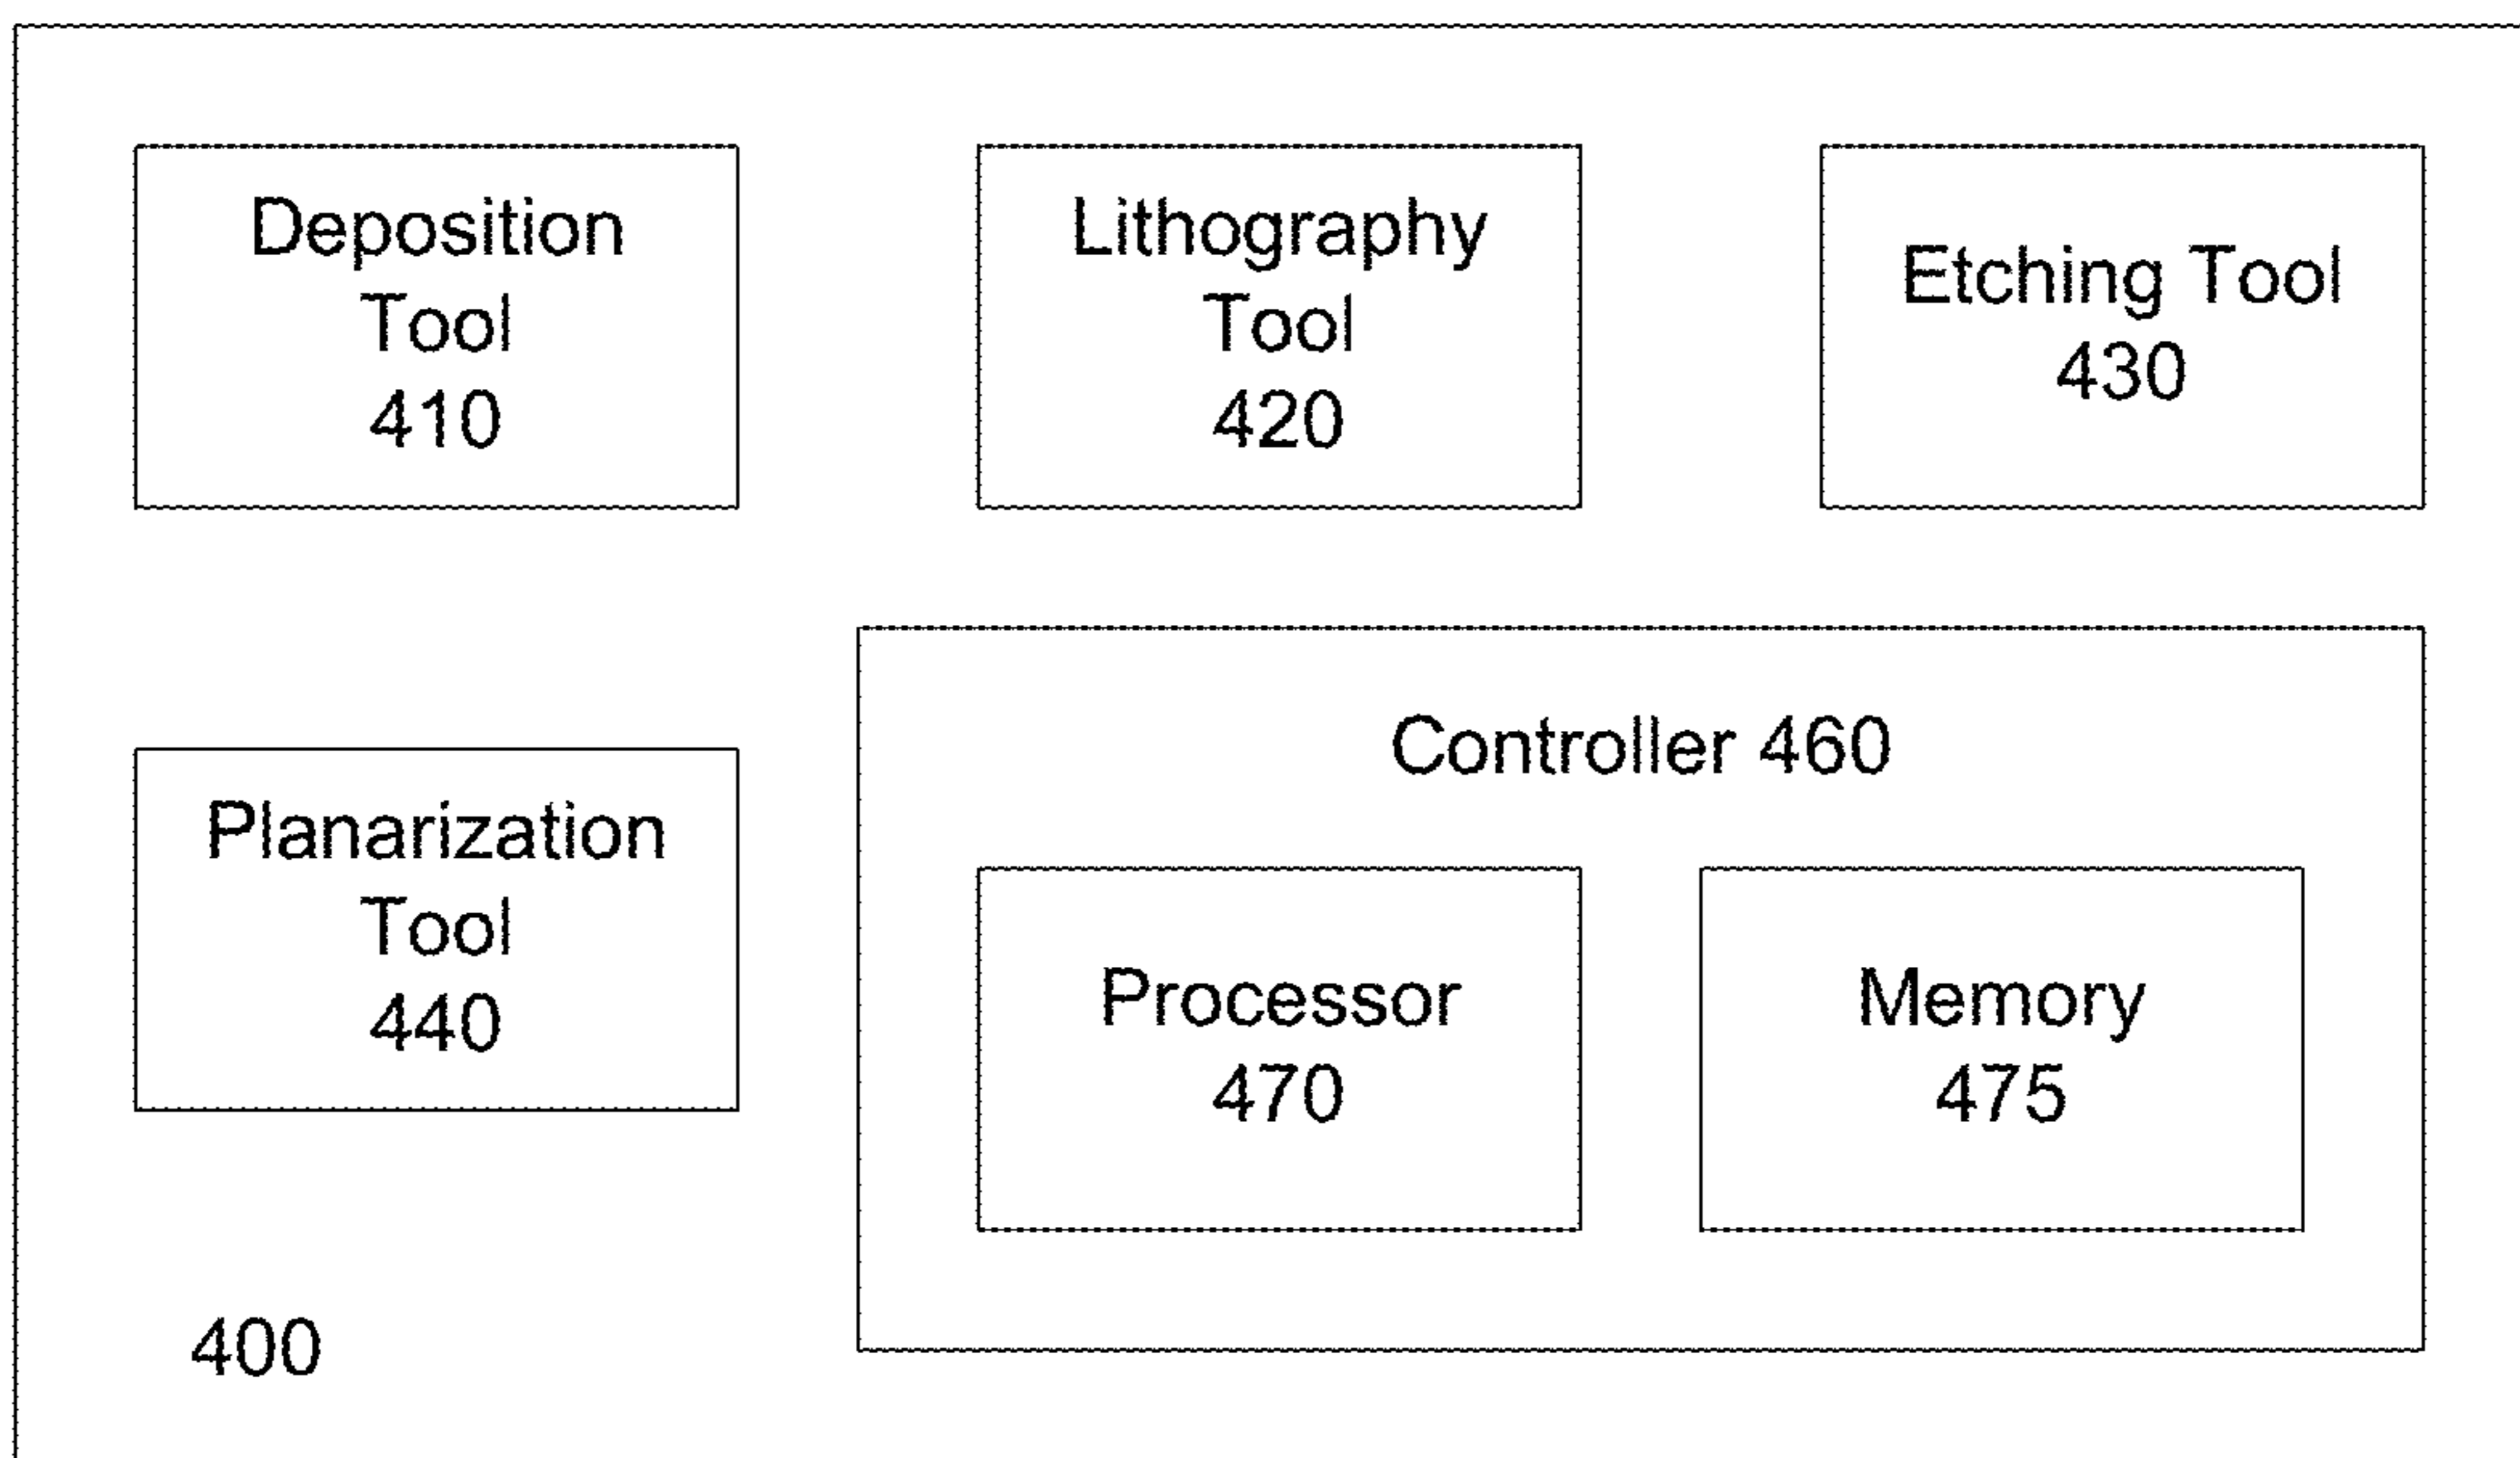 Deposition
Tool
410
Lithography
Tool
420
Etching Tool
430
Planarization
Tool
440
Controller 460
Processor
470
Memory
475
400